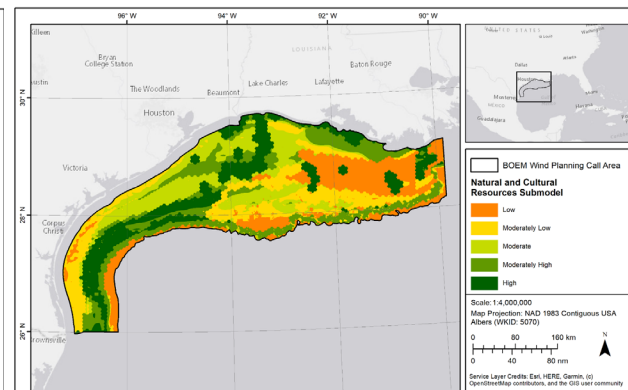 96°W 94°W 92°W 90°W
Killeen
Bryan
College Station
LOUISIANA
Baton Rouge
Austin
The Woodlands
Beaumont
Lake Charles
Lafayette
30°N
Houston
Victoria
28°N
Corpus
Christi
26°N
Brownsville
UNITED STATES
Dallas
Atlanta
Houston
Monterrey
MEXICO
Havana
Guadalajara
BOEM Wind Planning Call Area
Natural and Cultural
Resources Submodel
Low
Moderately Low
Moderate
Moderately High
High
Scale: 1:4,000,000
Map Projection: NAD 1983 Contiguous USA
Albers (WKID: 5070)
0 80 160 km
N
0 40 80 nm
Service Layer Credits: Esri, HERE, Garmin, (c)
OpenStreetMap contributors, and the GIS user community